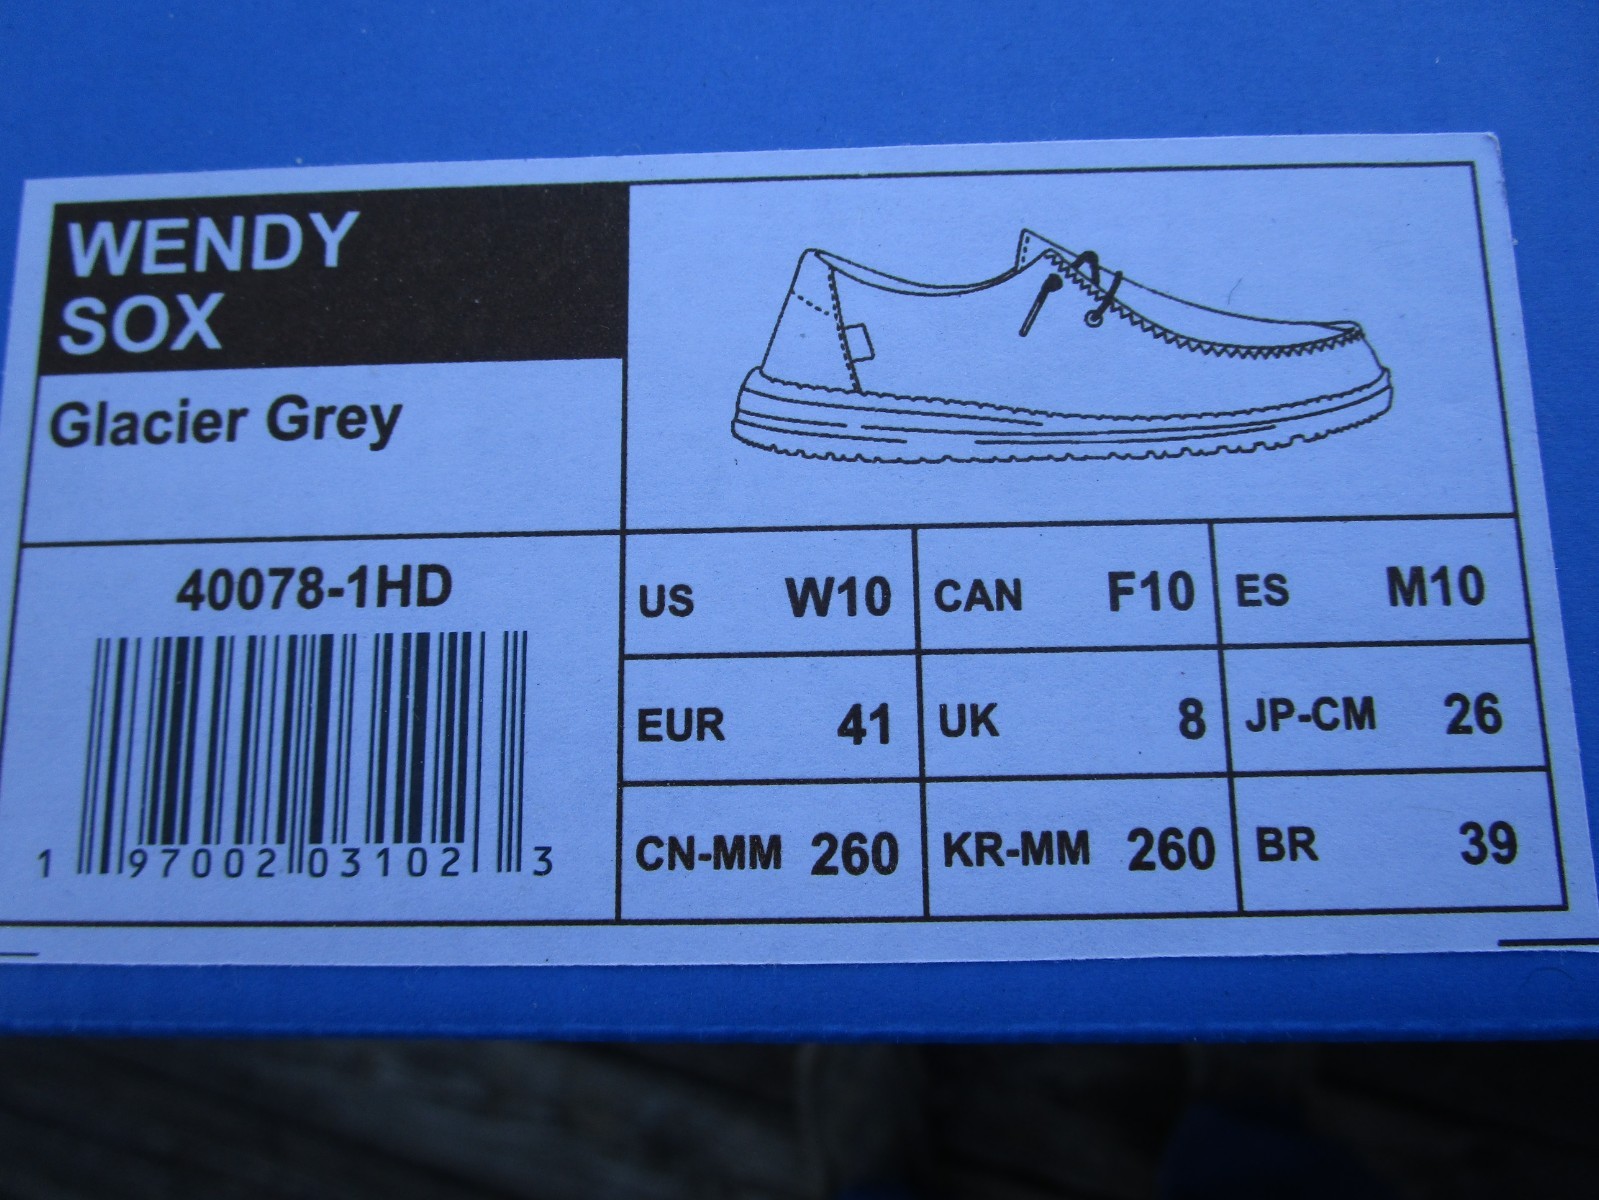 WENDY
SOX
Glacier Grey
40078-1HD
1 97002 03102 3
US W10 CAN F10 ES M10
EUR 41 UK 8 JP-CM 26
CN-MM 260 KR-MM 260 BR 39